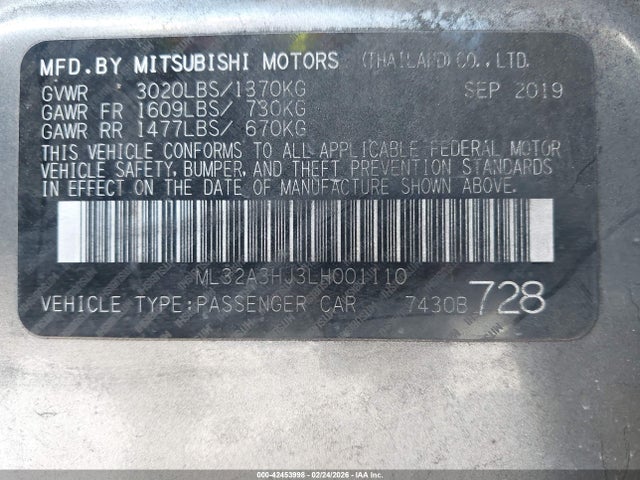 MFD.BY MITSUBISHI MOTORS (THAILAND)CO.,LTD.
GVWR * 3020LBS/1370KG SEP 2019
GAWR FR 1609LBS/ 730KG
GAWR RR 1477LBS/ 670KG
THIS VEHICLE CONFORMS TO ALL APPLICABLE FEDERAL MOTOR
VEHICLE SAFETY, BUMPER, AND THEFT PREVENTION STANDARDS
IN EFFECT ON THE DATE OF MANUFACTURE SHOWN ABOVE.
ML32A3HJ3LH001110
VEHICLE TYPE:PASSENGER CAR 7430B 728
000-42453998 - 02/24/2026 - IAA Inc.